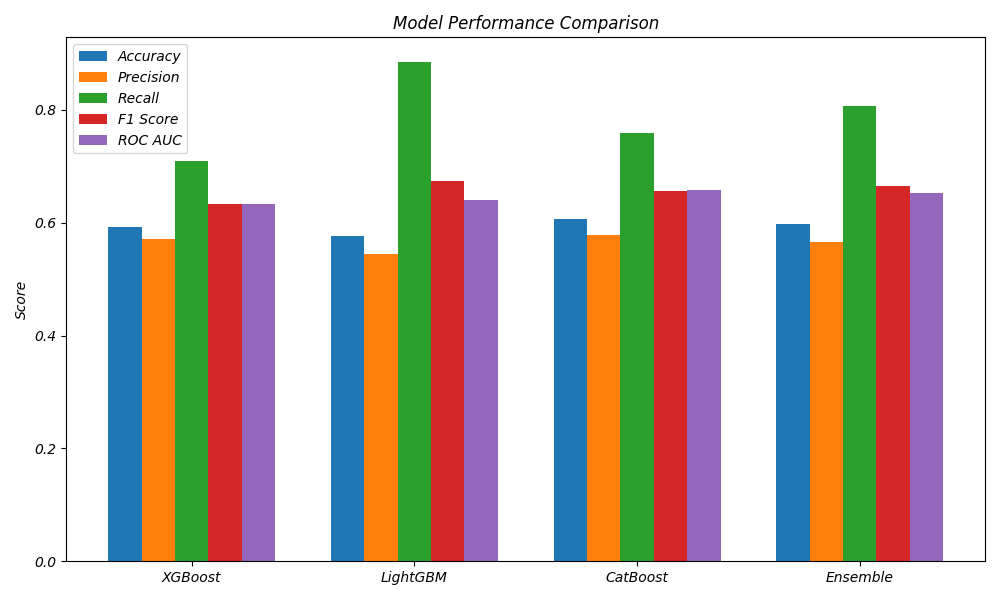 Model Performance Comparison
Accuracy
Precision
Recall
F1 Score
ROC AUC
Score
0.8
0.6
0.4
0.2
0.0
XGBoost
LightGBM
CatBoost
Ensemble